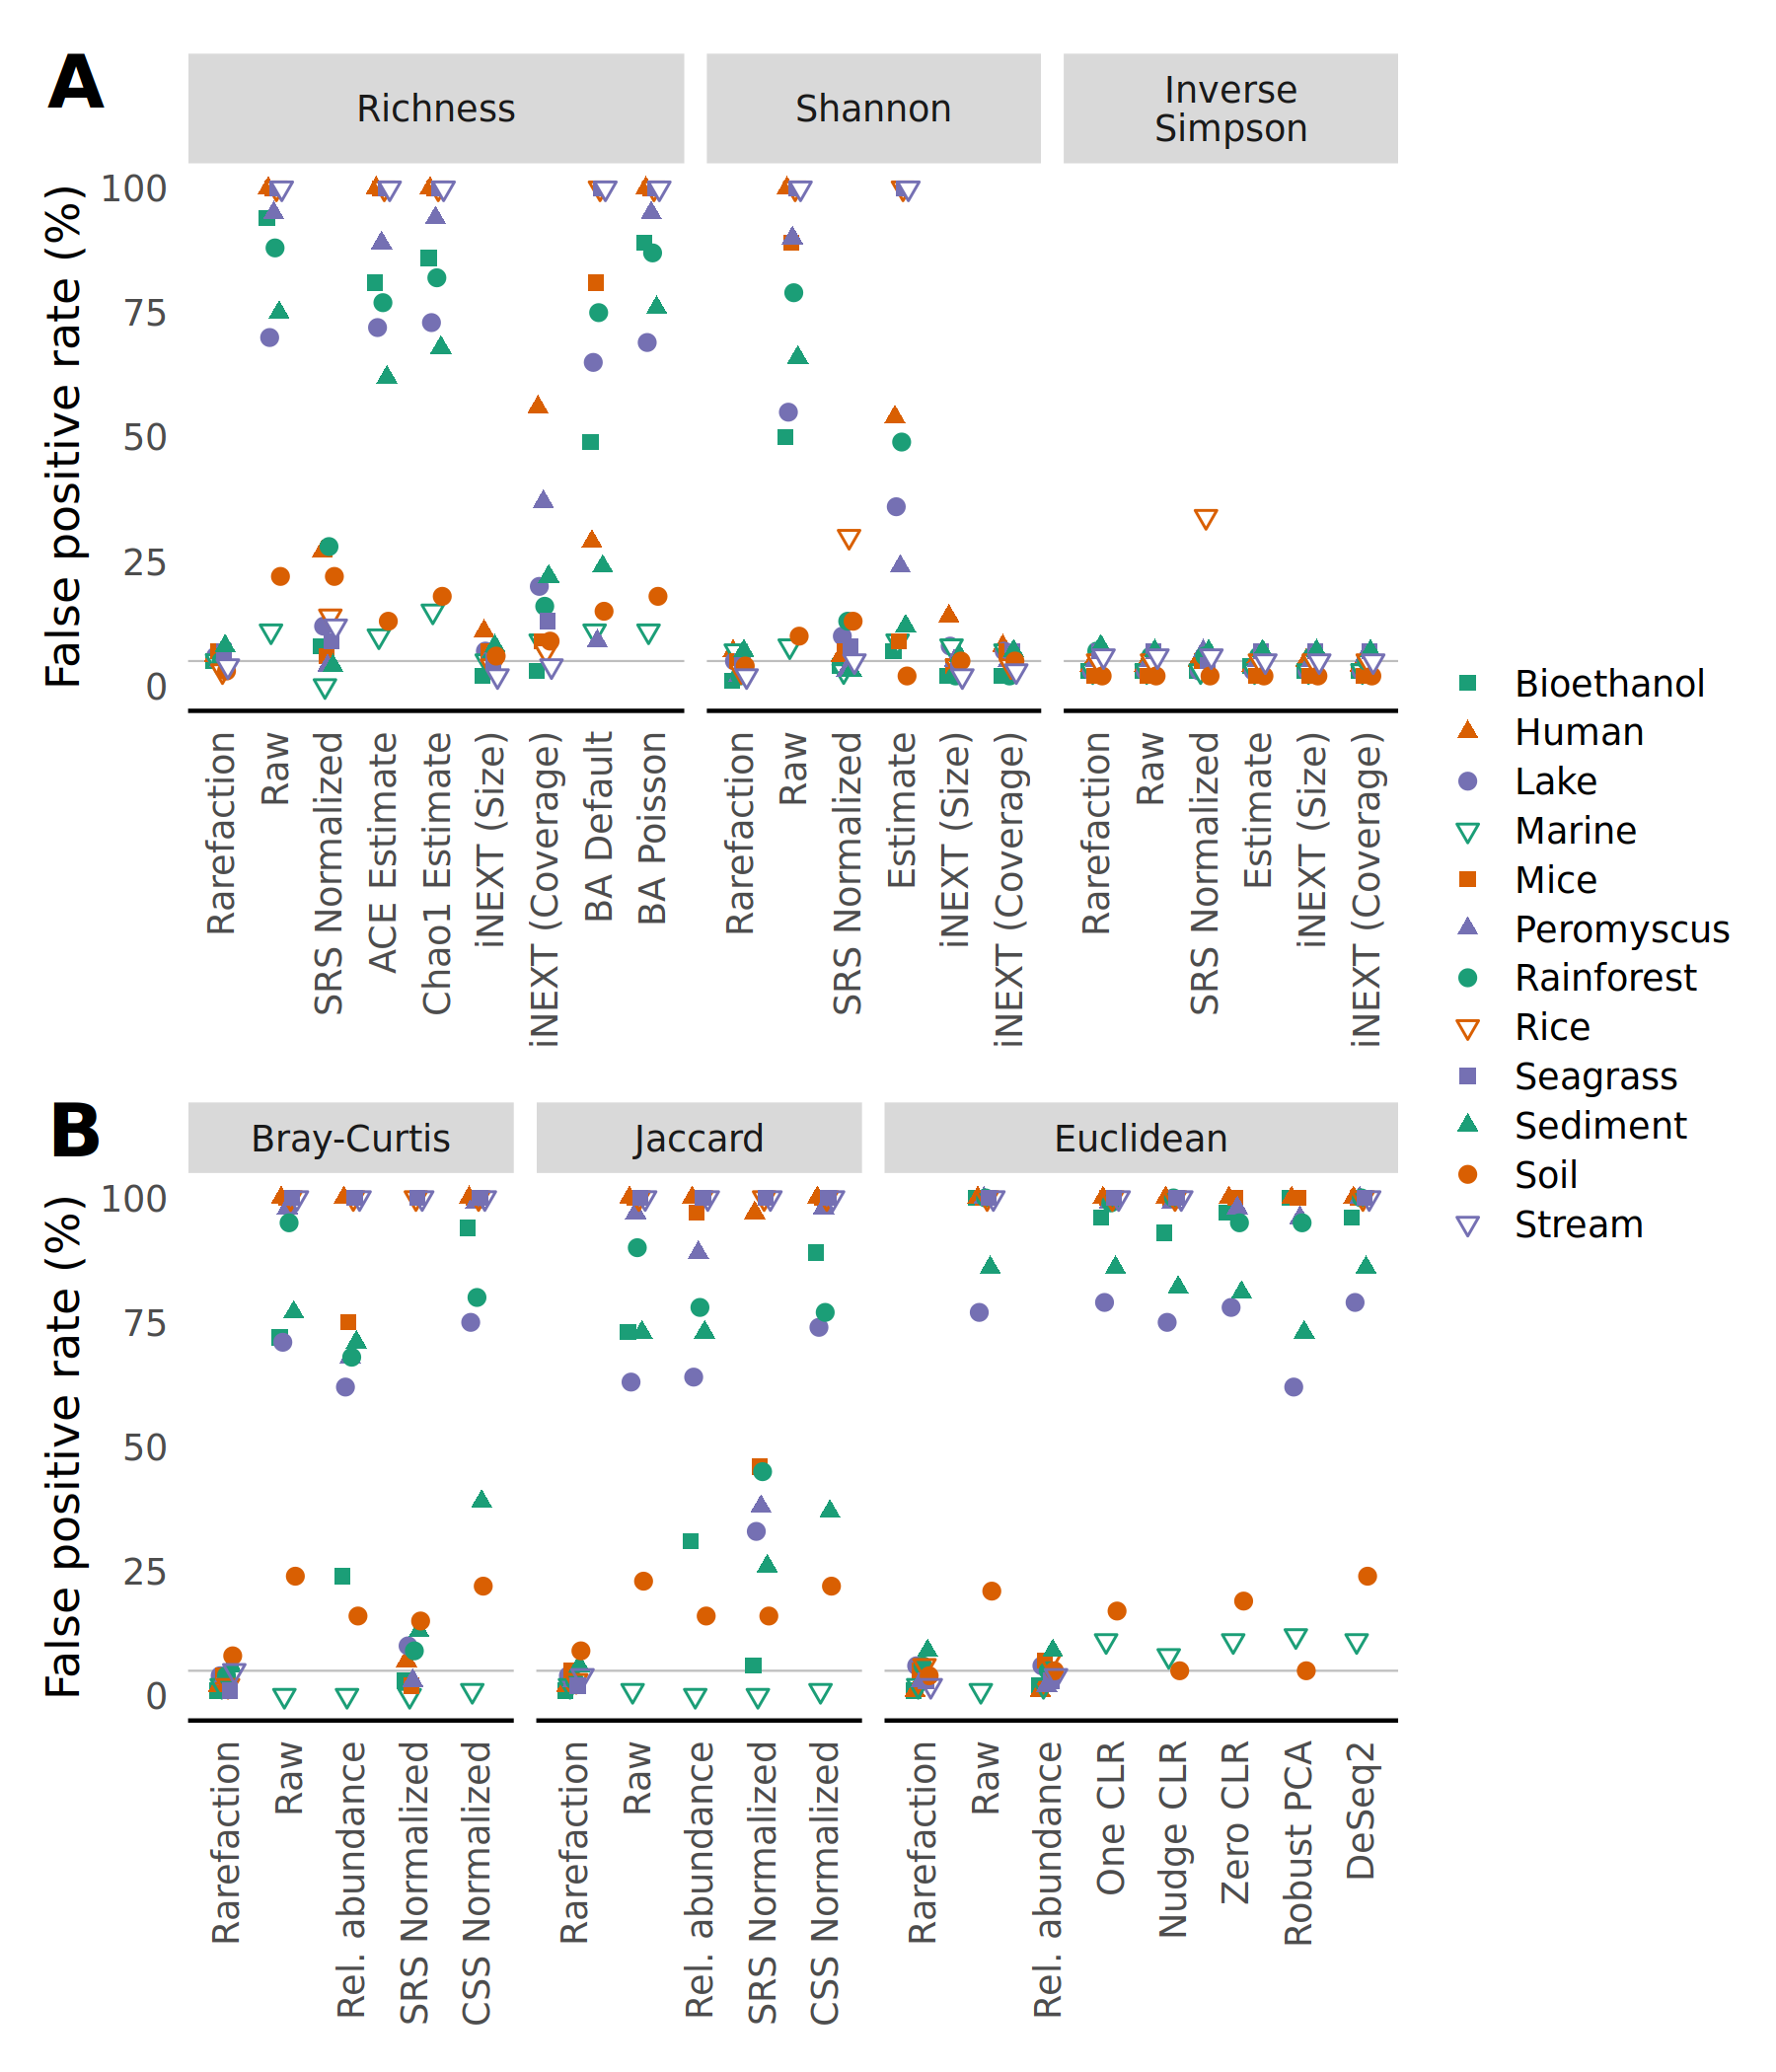 A
Richness
Shannon
Inverse
Simpson
False positive rate (%)
100
75
50
25
0
Rarefaction
Raw
SRS Normalized
ACE Estimate
Chao1 Estimate
iNEXT (Size)
iNEXT (Coverage)
BA Default
BA Poisson
Rarefaction
Raw
SRS Normalized
Estimate
iNEXT (Size)
iNEXT (Coverage)
Rarefaction
Raw
SRS Normalized
Estimate
iNEXT (Size)
iNEXT (Coverage)
Bioethanol
Human
Lake
Marine
Mice
Peromyscus
Rainforest
Rice
Seagrass
Sediment
Soil
Stream
B
Bray-Curtis
Jaccard
Euclidean
False positive rate (%)
100
75
50
25
0
Rarefaction
Raw
Rel. abundance
SRS Normalized
CSS Normalized
Rarefaction
Raw
Rel. abundance
SRS Normalized
CSS Normalized
Rarefaction
Raw
Rel. abundance
One CLR
Nudge CLR
Zero CLR
Robust PCA
DeSeq2